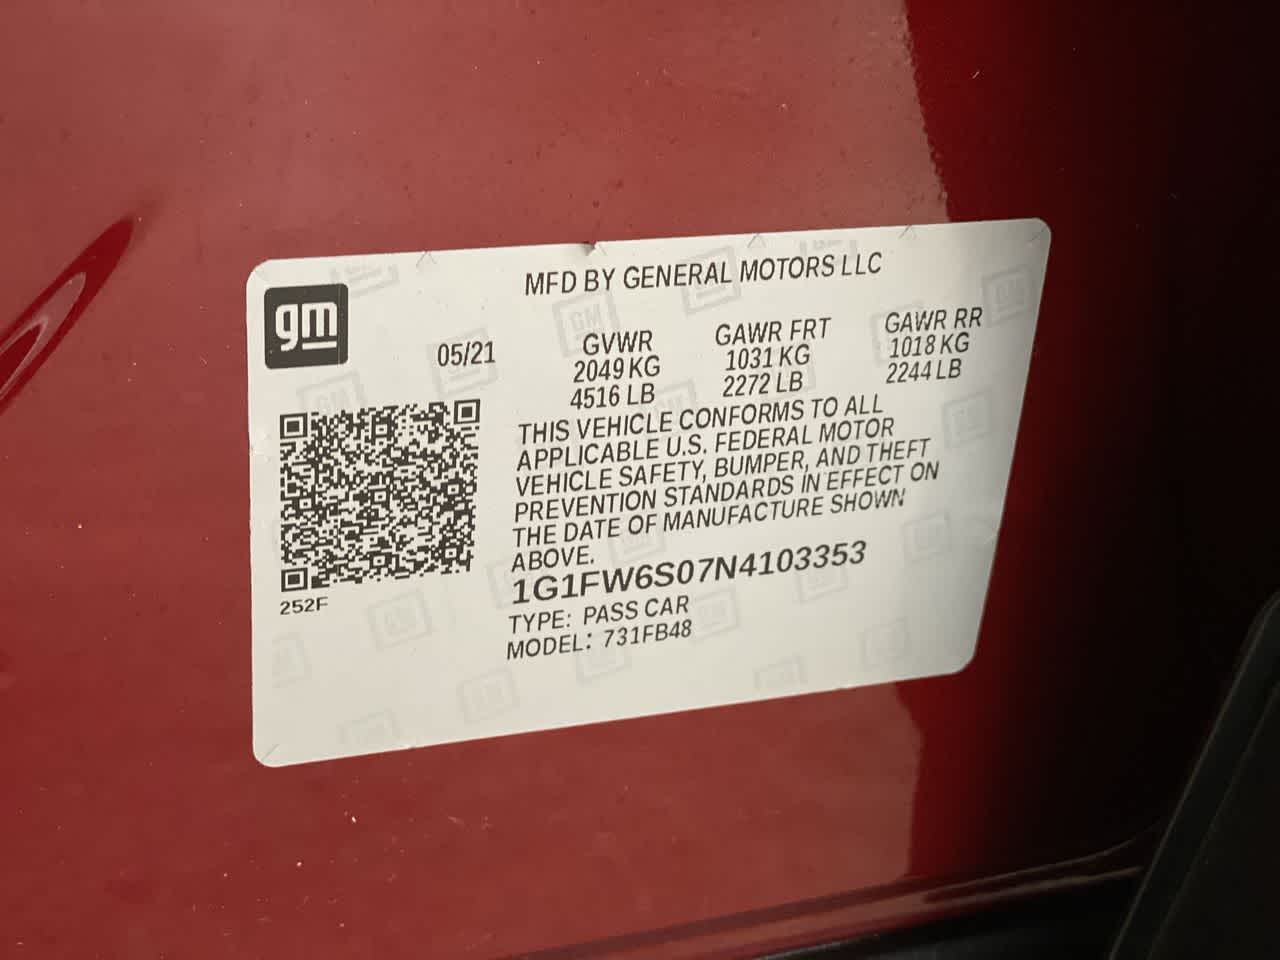 MFD BY GENERAL MOTORS LLC
gm
05/21
GVWR
2049 KG
4516 LB
GAWR FRT
1031 KG
2272 LB
GAWR RR
1018 KG
2244 LB
THIS VEHICLE CONFORMS TO ALL
APPLICABLE U.S. FEDERAL MOTOR
VEHICLE SAFETY, BUMPER, AND THEFT
PREVENTION STANDARDS IN EFFECT ON
THE DATE OF MANUFACTURE SHOWN
ABOVE.
1G1FW6S07N4103353
TYPE: PASS CAR
MODEL: 731FB48
252F